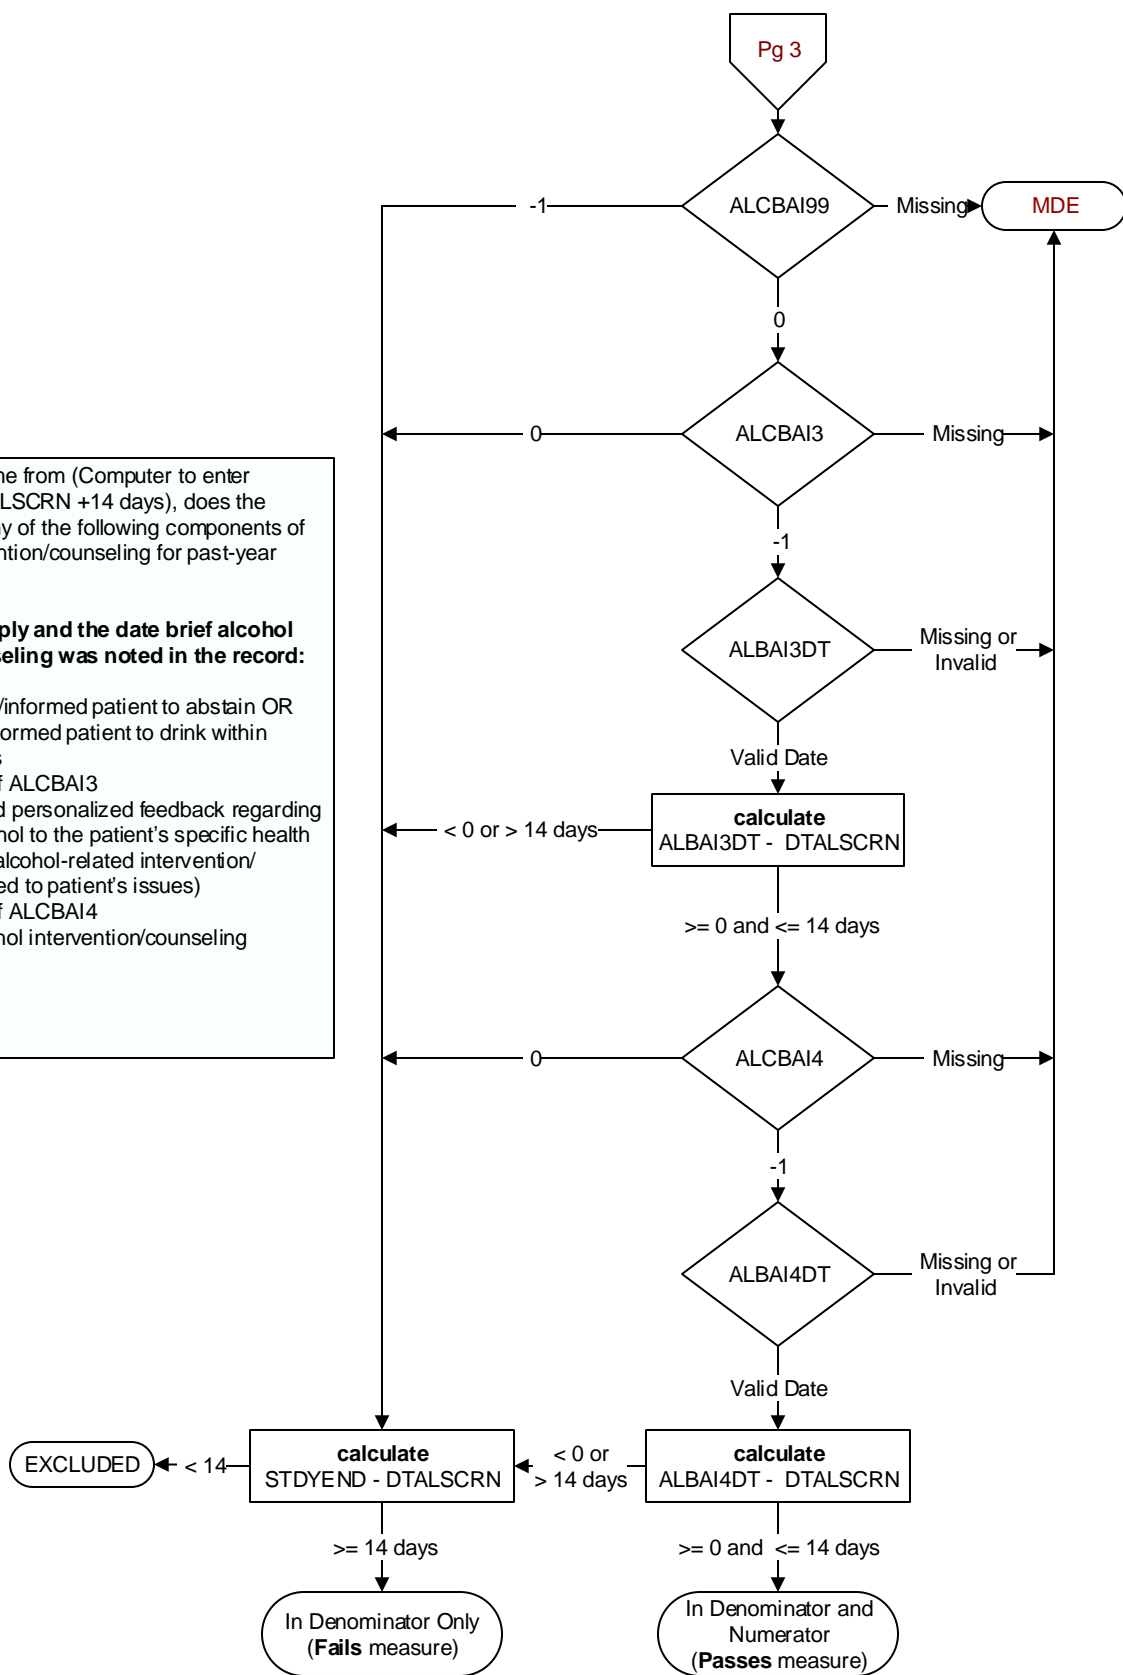 Pg 3
ALCBAI99
-1
Missing
MDE
0
ALCBAI3
0
Missing
-1
ne from (Computer to enter
LSCRN +14 days), does the
y of the following components of
ntion/counseling for past-year
ply and the date brief alcohol
seling was noted in the record:
/informed patient to abstain OR
formed patient to drink within
s
f ALCBAI3
d personalized feedback regarding
hol to the patient's specific health
alcohol-related intervention/
ed to patient's issues)
f ALCBAI4
hol intervention/counseling
ALBAI3DT
Missing or
Invalid
Valid Date
calculate
ALBAI3DT - DTALSCRN
< 0 or > 14 days
>= 0 and <= 14 days
ALCBAI4
0
Missing
-1
ALBAI4DT
Missing or
Invalid
Valid Date
EXCLUDED
< 14
calculate
STDYEND - DTALSCRN
< 0 or
> 14 days
calculate
ALBAI4DT - DTALSCRN
>= 14 days
>= 0 and <= 14 days
In Denominator Only
(Fails measure)
In Denominator and
Numerator
(Passes measure)